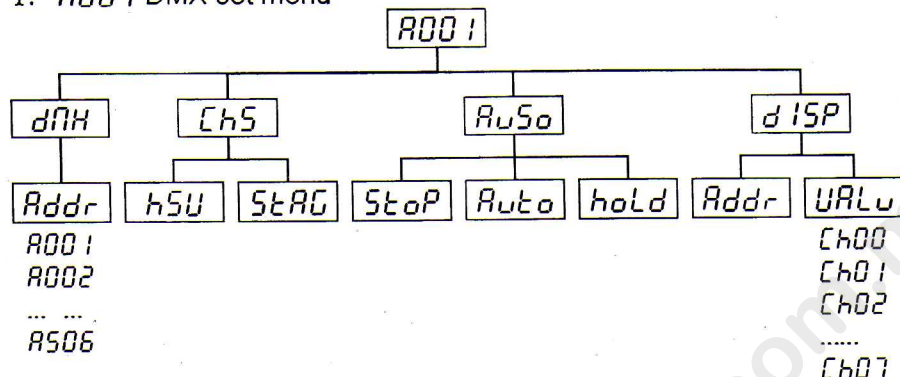 1. A001 DMX set menu
A001
dMX ChS AuSo dISP
Addr hSV StAG StoP Auto hoLd Addr VALu
A001 Ch00
A002 Ch01
... ... Ch02
A506 ......
Ch07